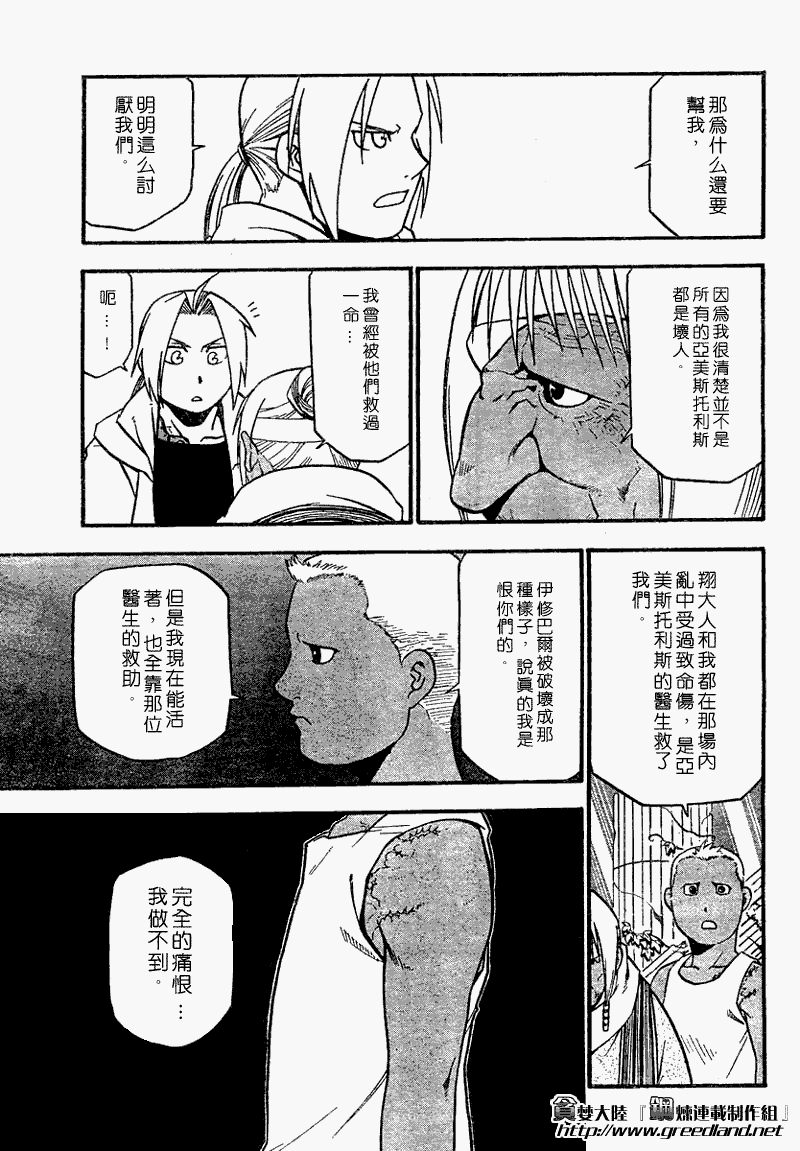 那爲什么還要
幫我，
明明這么討
厭我們。
因爲我很清楚並不是
所有的亞美斯托利斯
都是壞人。
我曾經被他們救過
一命…
呃…！
翔大人和我都在那場內
亂中受過致命傷，是亞
美斯托利斯的醫生救了
我們。
伊修巴爾被破壞成那
種樣子，說眞的我是
恨你們的。
但是我現在能活
著，也全靠那位
醫生的救助。
完全的痛恨…
我做不到。
貧梦大陸『鋼煉連載制作組』
http://www.greedland.net